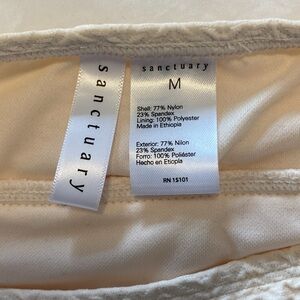 sanctuary
sanctuary
M
Shell: 77% Nylon
23% Spandex
Lining: 100% Polyester
Made in Ethiopia
Exterior: 77% Nilon
23% Spandex
Forro: 100% Poliéster
Hecho en Etiopia
RN 15101